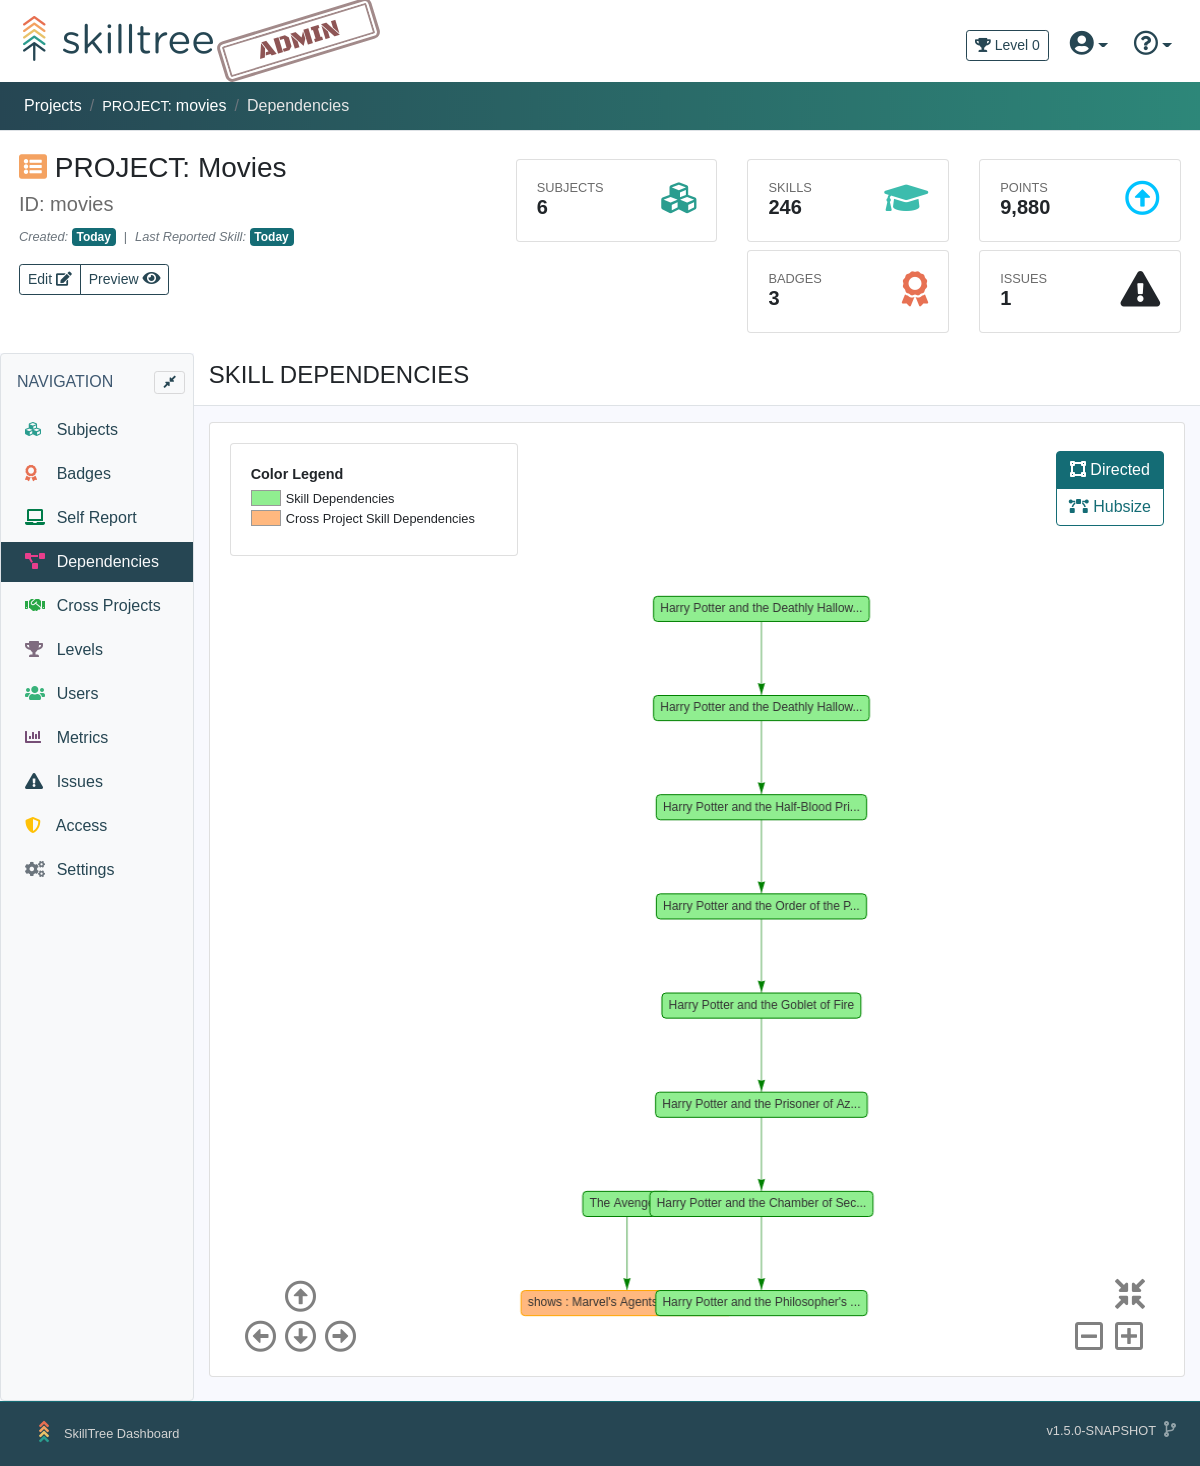 skilltree
ADMIN
Level 0
Projects / PROJECT: movies / Dependencies
PROJECT: Movies
ID: movies
Created: Today | Last Reported Skill: Today
Edit
Preview
SUBJECTS
6
SKILLS
246
POINTS
9,880
BADGES
3
ISSUES
1
NAVIGATION
Subjects
Badges
Self Report
Dependencies
Cross Projects
Levels
Users
Metrics
Issues
Access
Settings
SKILL DEPENDENCIES
Color Legend
Skill Dependencies
Cross Project Skill Dependencies
Directed
Hubsize
Harry Potter and the Deathly Hallow...
Harry Potter and the Deathly Hallow...
Harry Potter and the Half-Blood Pri...
Harry Potter and the Order of the P...
Harry Potter and the Goblet of Fire
Harry Potter and the Prisoner of Az...
The Avenge
Harry Potter and the Chamber of Sec...
shows : Marvel's Agents
Harry Potter and the Philosopher's ...
SkillTree Dashboard
v1.5.0-SNAPSHOT